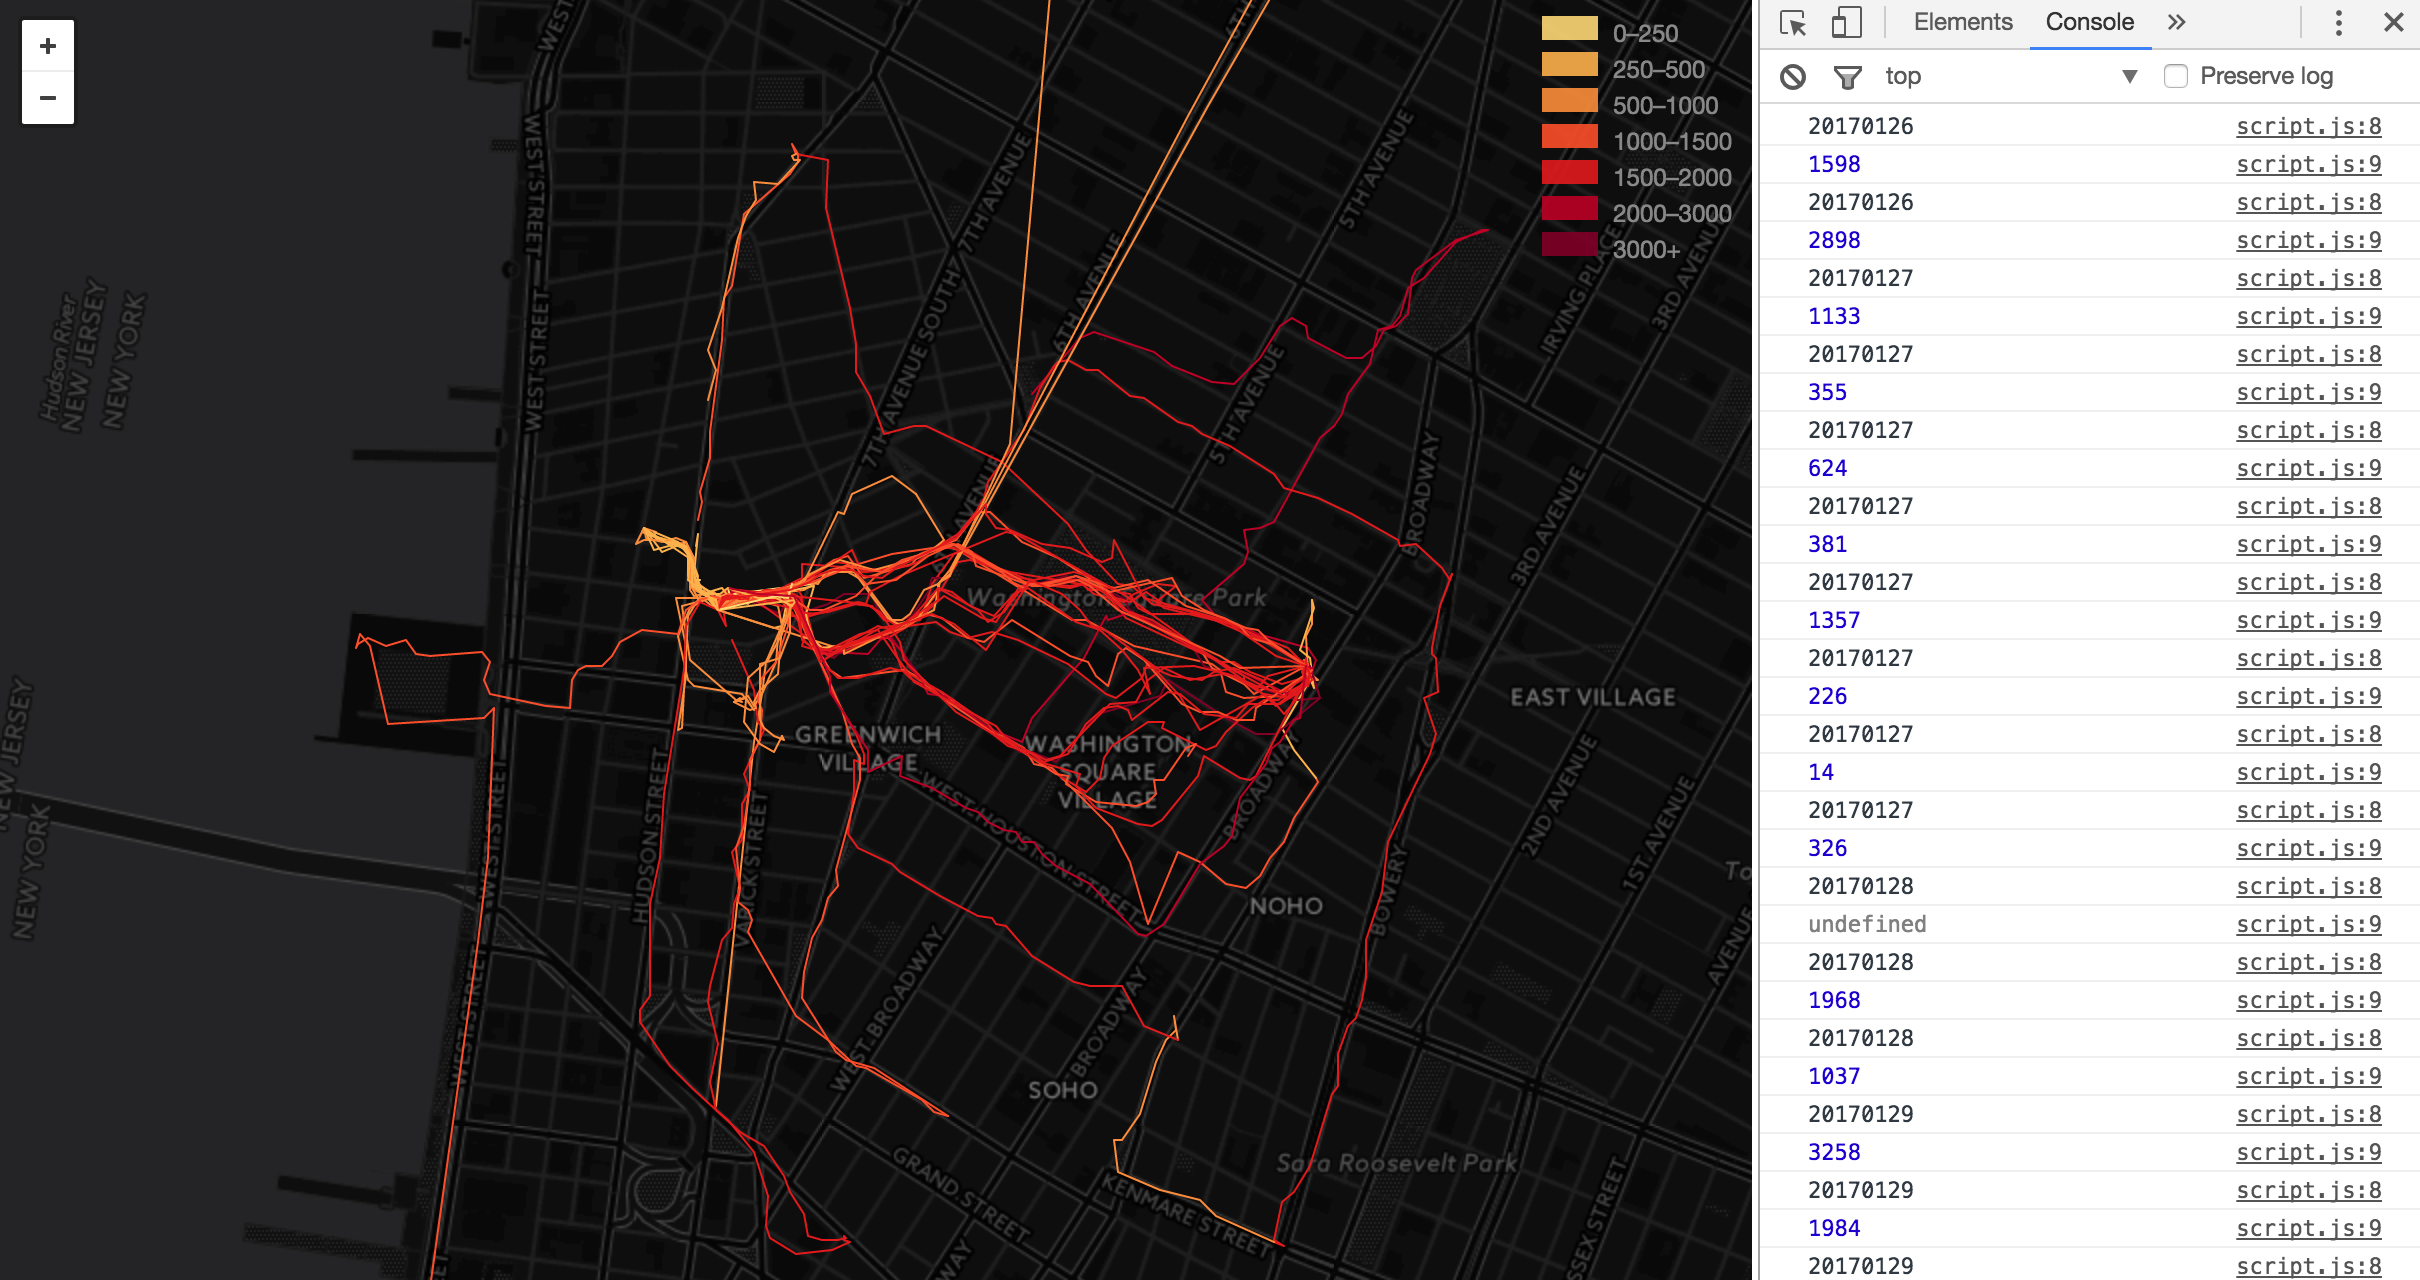 +
−
0–250
250–500
500–1000
1000–1500
1500–2000
2000–3000
3000+
WEST STREET
WEST STREET
WEST STREET
Hudson River
NEW JERSEY
NEW YORK
7TH AVENUE
7TH AVENUE SOUTH
6TH AVENUE
5TH AVENUE
5TH AVENUE
IRVING PLACE
3RD AVENUE
BROADWAY
3RD AVENUE
Washington Square Park
EAST VILLAGE
GREENWICH
VILLAGE
WASHINGTON
SQUARE
VILLAGE
NEW JERSEY
NEW YORK
WEST STREET
HUDSON STREET
VARICK STREET
WEST HOUSTON STREET
BROADWAY
2ND AVENUE
1ST AVENUE
To
NOHO
BOWERY
AVENUE
WEST STREET
WEST BROADWAY
BROADWAY
SOHO
GRAND STREET
KENMARE STREET
Sara Roosevelt Park
SSEX STREET
Elements
Console
»
top
Preserve log
20170126 script.js:8
1598 script.js:9
20170126 script.js:8
2898 script.js:9
20170127 script.js:8
1133 script.js:9
20170127 script.js:8
355 script.js:9
20170127 script.js:8
624 script.js:9
20170127 script.js:8
381 script.js:9
20170127 script.js:8
1357 script.js:9
20170127 script.js:8
226 script.js:9
20170127 script.js:8
14 script.js:9
20170127 script.js:8
326 script.js:9
20170128 script.js:8
undefined script.js:9
20170128 script.js:8
1968 script.js:9
20170128 script.js:8
1037 script.js:9
20170129 script.js:8
3258 script.js:9
20170129 script.js:8
1984 script.js:9
20170129 script.js:8